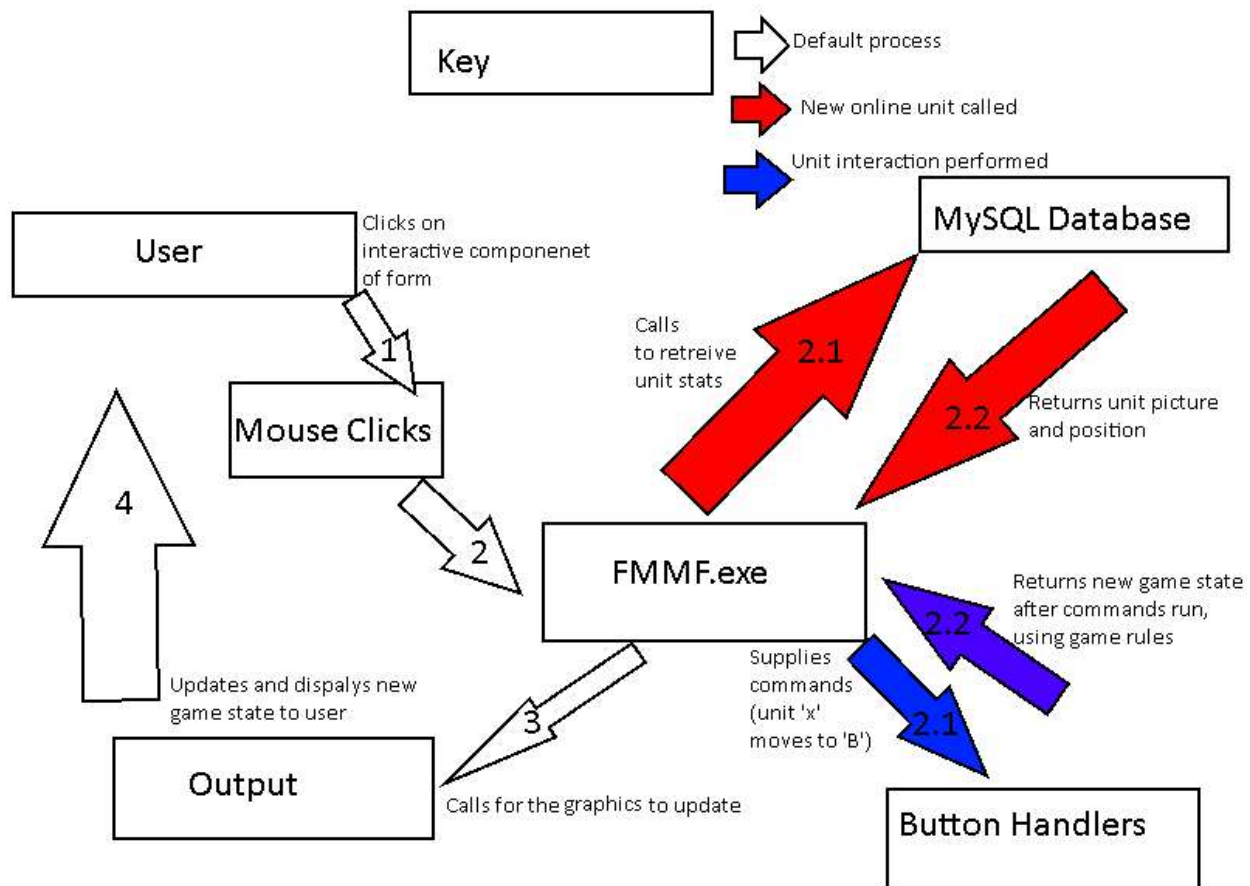 Key
Default process
New online unit called
Unit interaction performed
MySQL Database
User
Clicks on
interactive componenet
of form
1
Calls
to retreive
unit stats
2.1
2.2
Returns unit picture
and position
Mouse Clicks
4
2
FMMF.exe
Returns new game state
after commands run,
using game rules
2.2
Supplies
commands
(unit 'x'
moves to 'B')
2.1
Updates and dispalys new
game state to user
3
Output
Calls for the graphics to update
Button Handlers